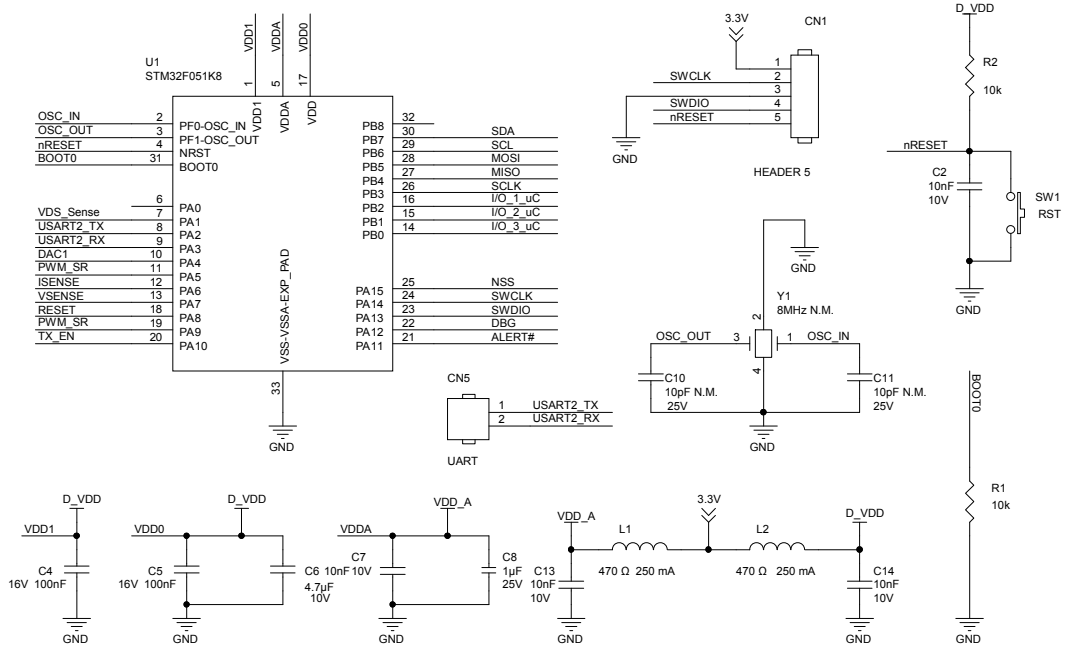 U1
STM32F051K8
VDD1
VDDA
VDD0
1
5
17
VDD1
VDDA
VDD
OSC_IN 2 PF0-OSC_IN
OSC_OUT 3 PF1-OSC_OUT
nRESET 4 NRST
BOOT0 31 BOOT0
6 PA0
VDS_Sense 7 PA1
USART2_TX 8 PA2
USART2_RX 9 PA3
DAC1 10 PA4
PWM_SR 11 PA5
ISENSE 12 PA6
VSENSE 13 PA7
RESET 18 PA8
PWM_SR 19 PA9
TX_EN 20 PA10
PB8 32
PB7 30 SDA
PB6 29 SCL
PB5 28 MOSI
PB4 27 MISO
PB3 26 SCLK
PB2 16 I/O_1_uC
PB1 15 I/O_2_uC
PB0 14 I/O_3_uC
PA15 25 NSS
PA14 24 SWCLK
PA13 23 SWDIO
PA12 22 DBG
PA11 21 ALERT#
VSS-VSSA-EXP_PAD
33
GND
3.3V
CN1
1
SWCLK 2
3
SWDIO 4
nRESET 5
GND
HEADER 5
D_VDD
R2
10k
nRESET
C2
10nF
10V
SW1
RST
GND
GND
Y1
8MHz N.M.
2
OSC_OUT 3 1 OSC_IN
4
C10
10pF N.M.
25V
C11
10pF N.M.
25V
GND
CN5
1 USART2_TX
2 USART2_RX
UART
BOOT0
R1
10k
GND
D_VDD
VDD1
C4
16V 100nF
GND
D_VDD
VDD0
C5
16V 100nF
C6
4.7µF
10V
GND
VDD_A
VDDA
C7
10nF 10V
C8
1µF
25V
GND
VDD_A
L1
3.3V
L2
D_VDD
470 Ω 250 mA
470 Ω 250 mA
C13
10nF
10V
C14
10nF
10V
GND
GND